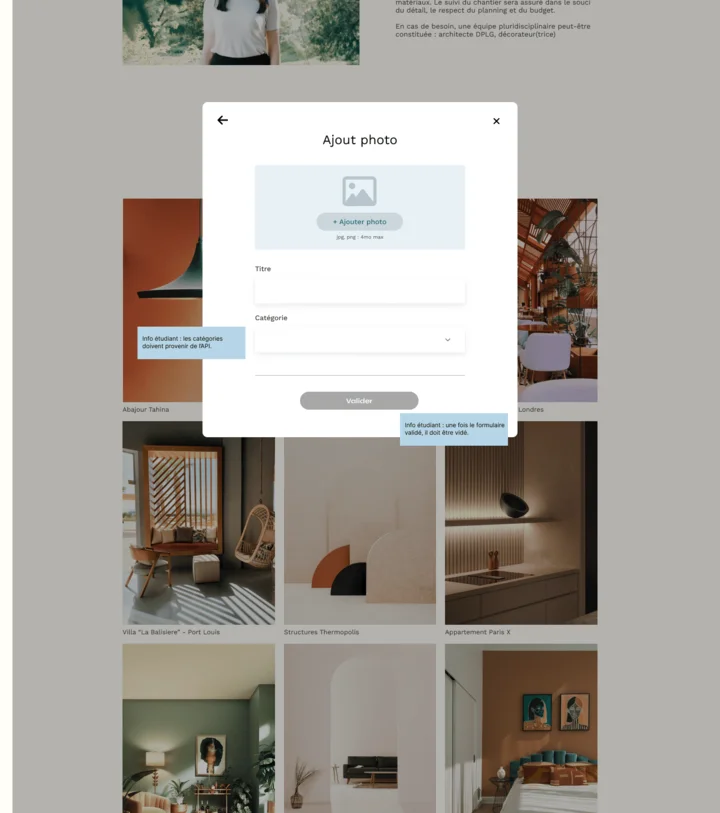 matériaux. Le suivi du chantier sera assuré dans le souci
du détail, le respect du planning et du budget.
En cas de besoin, une équipe pluridisciplinaire peut-être
constituée : architecte DPLG, décorateur(trice)
Ajout photo
+ Ajouter photo
jpg, png : 4mo max
Titre
Catégorie
Info étudiant : les catégories
doivent provenir de l'API.
Valider
Info étudiant : une fois le formulaire
validé, il doit être vidé.
Abajour Tahina
Londres
Villa "La Balisiere" - Port Louis
Structures Thermopolis
Appartement Paris X